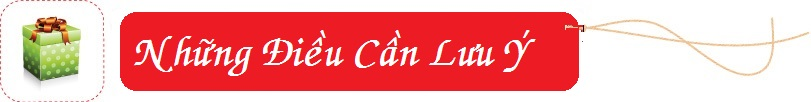 Những Điều Cần Lưu Ý